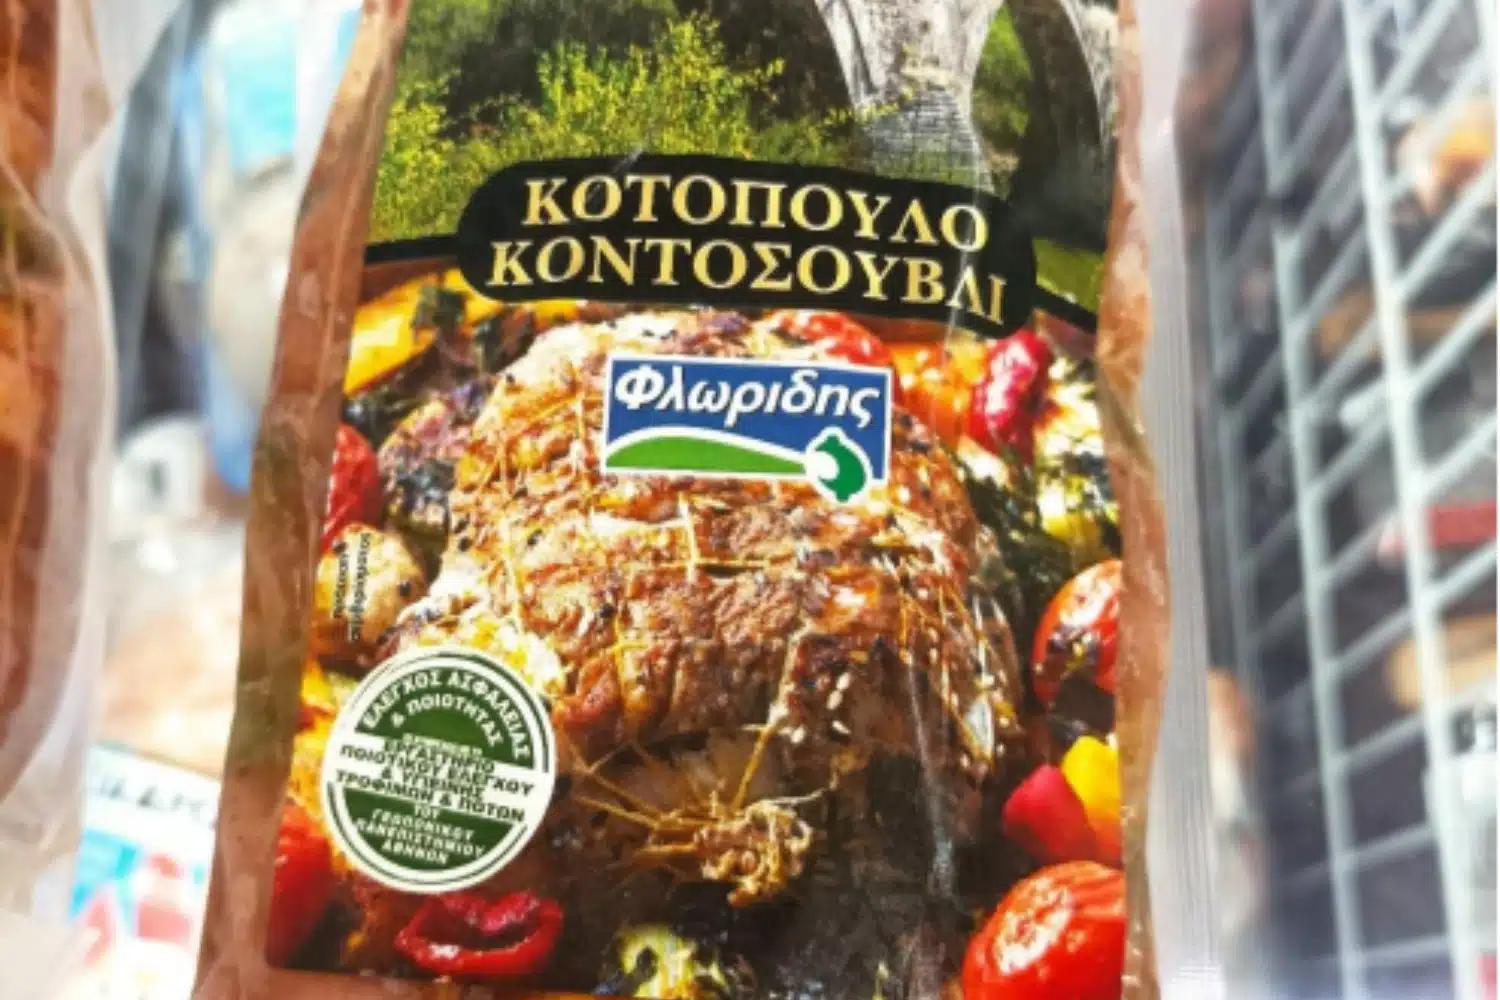 ΚΟΤΟΠΟΥΛΟ
ΚΟΝΤΟΣΟΥΒΛΙ
Φλωριδης
ΕΛΕΓΧΟΣ ΑΣΦΑΛΕΙΑΣ
& ΠΟΙΟΤΗΤΑΣ
ΕΡΓΑΣΤΗΡΙΟ
ΠΟΙΟΤΙΚΟΥ ΕΛΕΓΧΟΥ
& ΥΓΙΕΙΝΗΣ
ΤΡΟΦΙΜΩΝ & ΠΟΤΩΝ
ΤΟΥ
ΓΕΩΠΟΝΙΚΟΥ
ΠΑΝΕΠΙΣΤΗΜΙΟΥ
ΑΘΗΝΩΝ